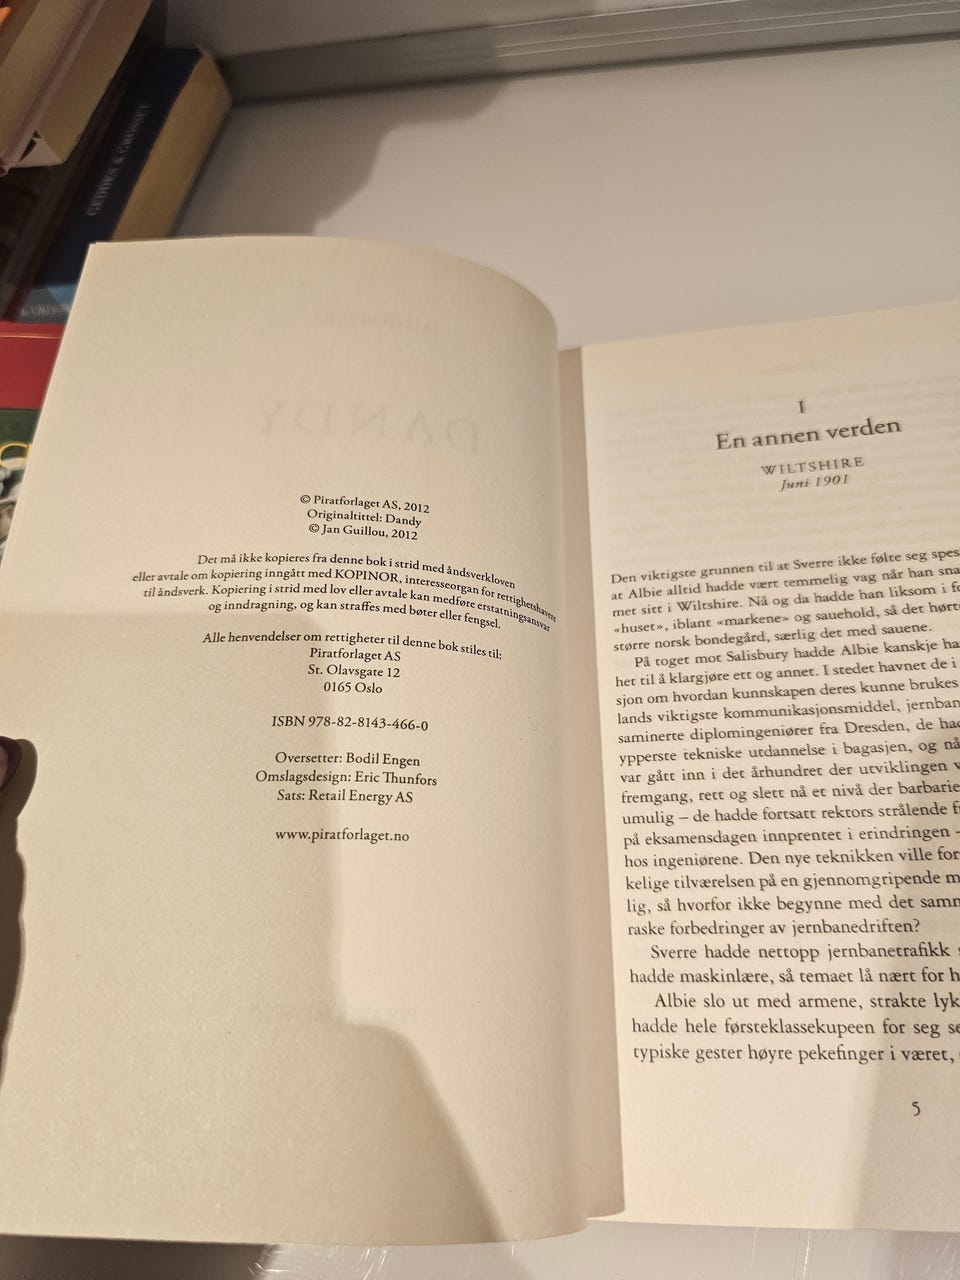 GEDDES & GROSSET
DANDY
© Piratforlaget AS, 2012
Originaltittel: Dandy
© Jan Guillou, 2012
Det må ikke kopieres fra denne bok i strid med åndsverkloven
eller avtale om kopiering inngått med KOPINOR, interesseorgan for rettighetshavere
til åndsverk. Kopiering i strid med lov eller avtale kan medføre erstatningsansvar
og inndragning, og kan straffes med bøter eller fengsel.
Alle henvendelser om rettigheter til denne bok stiles til:
Piratforlaget AS
St. Olavsgate 12
0165 Oslo
ISBN 978-82-8143-466-0
Oversetter: Bodil Engen
Omslagsdesign: Eric Thunfors
Sats: Retail Energy AS
www.piratforlaget.no
I
En annen verden
WILTSHIRE
Juni 1901
Den viktigste grunnen til at Sverre ikke følte seg spes
at Albie alltid hadde vært temmelig vag når han sna
met sitt i Wiltshire. Nå og da hadde han liksom i fo
«huset», iblant «markene» og sauehold, så det hørt
større norsk bondegård, særlig det med sauene.
På toget mot Salisbury hadde Albie kanskje ha
het til å klargjøre ett og annet. I stedet havnet de i
sjon om hvordan kunnskapen deres kunne brukes
lands viktigste kommunikasjonsmiddel, jernban
saminerte diplomingeniører fra Dresden, de had
ypperste tekniske utdannelse i bagasjen, og nå
var gått inn i det århundret der utviklingen v
fremgang, rett og slett nå et nivå der barbarie
umulig – de hadde fortsatt rektors strålende f
på eksamensdagen innprentet i erindringen –
hos ingeniørene. Den nye teknikken ville for
kelige tilværelsen på en gjennomgripende m
lig, så hvorfor ikke begynne med det samm
raske forbedringer av jernbanedriften?
Sverre hadde nettopp jernbanetrafikk s
hadde maskinlære, så temaet lå nært for h
Albie slo ut med armene, strakte lyk
hadde hele førsteklassekupeen for seg se
typiske gester høyre pekefinger i været,
5